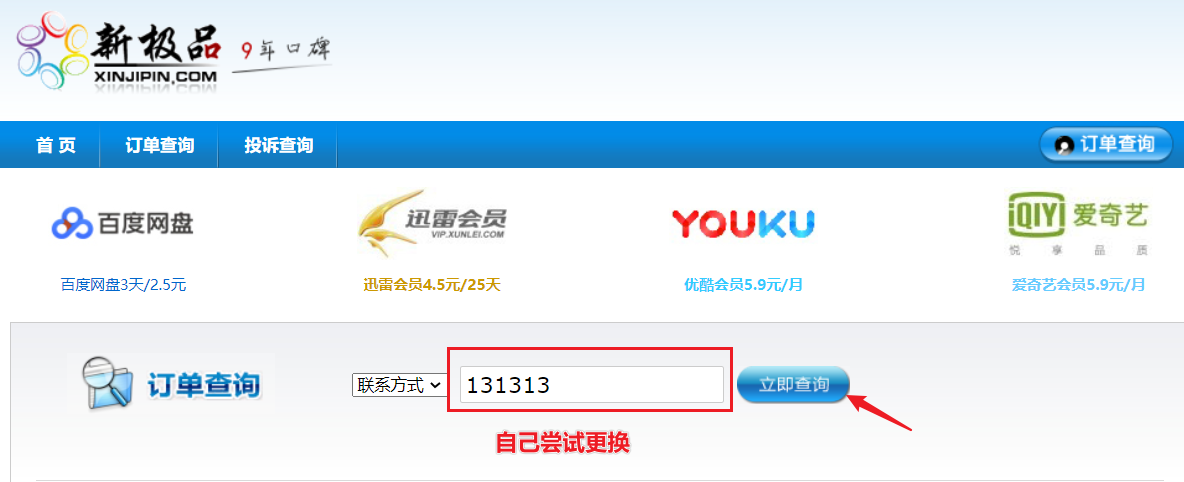 新极品
XINJIPIN.COM
9年口碑
首 页
订单查询
投诉查询
订单查询
百度网盘
迅雷会员
VIP.XUNLEI.COM
YOUKU
iQIYI 爱奇艺
悦 享 品 质
百度网盘3天/2.5元
迅雷会员4.5元/25天
优酷会员5.9元/月
爱奇艺会员5.9元/月
订单查询
联系方式
131313
立即查询
自己尝试更换